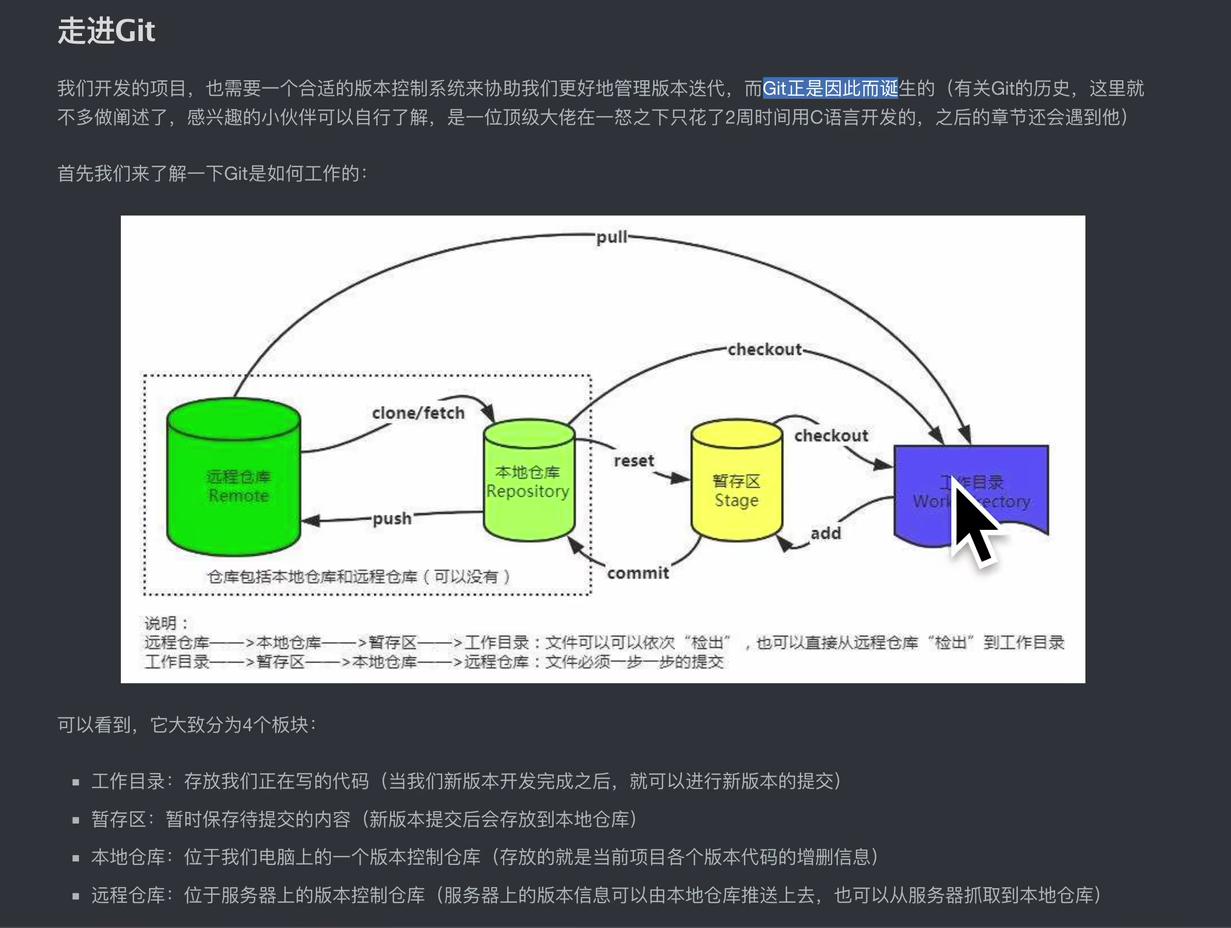 走进Git
我们开发的项目，也需要一个合适的版本控制系统来协助我们更好地管理版本迭代，而Git正是因此而诞生的（有关Git的历史，这里就
不多做阐述了，感兴趣的小伙伴可以自行了解，是一位顶级大佬在一怒之下只花了2周时间用C语言开发的，之后的章节还会遇到他）
首先我们来了解一下Git是如何工作的：
pull
checkout
clone/fetch
checkout
reset
远程仓库
Remote
本地仓库
Repository
暂存区
Stage
工作目录
push
add
commit
仓库包括本地仓库和远程仓库（可以没有）
说明：
远程仓库——>本地仓库——>暂存区——>工作目录：文件可以可以依次“检出”，也可以直接从远程仓库“检出”到工作目录
工作目录——>暂存区——>本地仓库——>远程仓库：文件必须一步一步的提交
可以看到，它大致分为4个板块：
▪ 工作目录：存放我们正在写的代码（当我们新版本开发完成之后，就可以进行新版本的提交）
▪ 暂存区：暂时保存待提交的内容（新版本提交后会存放到本地仓库）
▪ 本地仓库：位于我们电脑上的一个版本控制仓库（存放的就是当前项目各个版本代码的增删信息）
▪ 远程仓库：位于服务器上的版本控制仓库（服务器上的版本信息可以由本地仓库推送上去，也可以从服务器抓取到本地仓库）